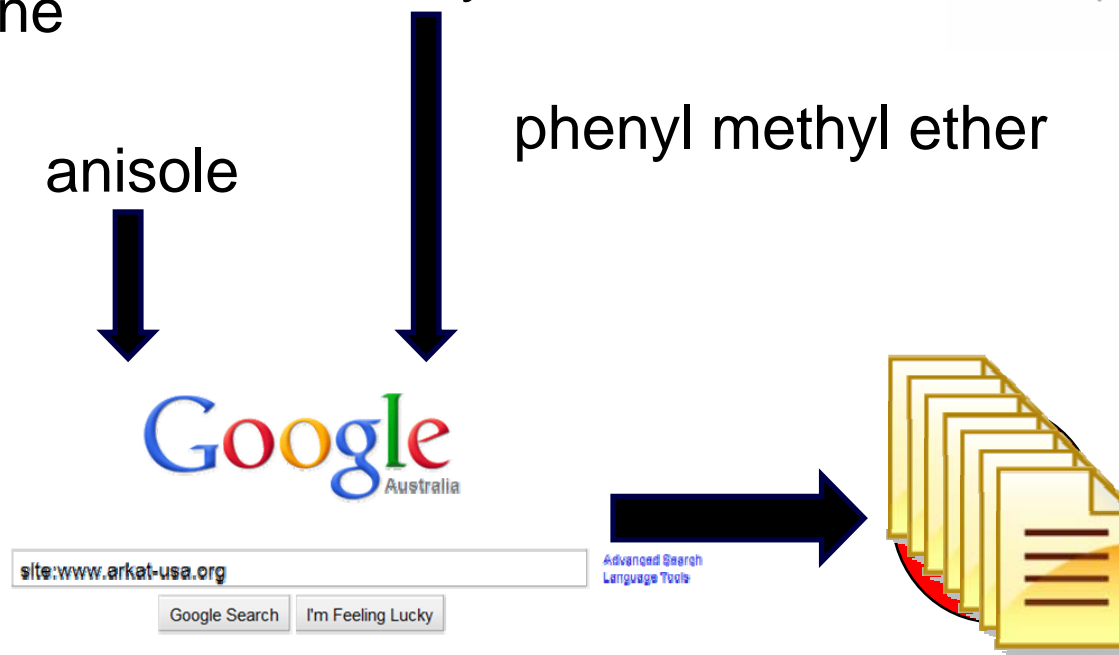 ne
phenyl methyl ether
anisole
Google
Australia
site:www.arkat-usa.org
Advanced Search
Language Tools
Google Search
I'm Feeling Lucky